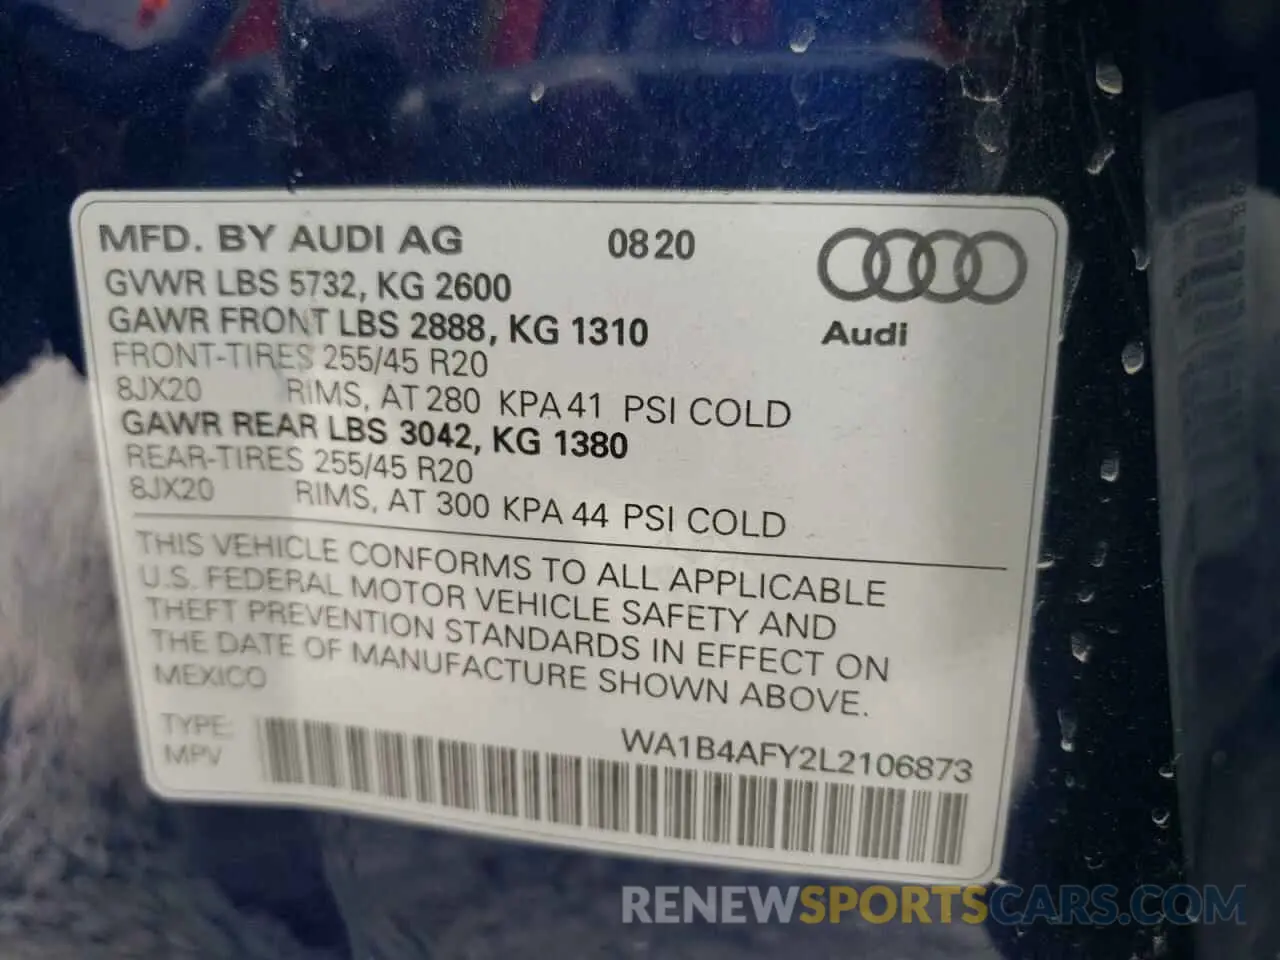 MFD. BY AUDI AG 0820
GVWR LBS 5732, KG 2600
GAWR FRONT LBS 2888, KG 1310
Audi
FRONT-TIRES 255/45 R20
8JX20 RIMS, AT 280 KPA 41 PSI COLD
GAWR REAR LBS 3042, KG 1380
REAR-TIRES 255/45 R20
8JX20 RIMS, AT 300 KPA 44 PSI COLD
THIS VEHICLE CONFORMS TO ALL APPLICABLE
U.S. FEDERAL MOTOR VEHICLE SAFETY AND
THEFT PREVENTION STANDARDS IN EFFECT ON
THE DATE OF MANUFACTURE SHOWN ABOVE.
MEXICO
TYPE:
MPV
WA1B4AFY2L2106873
RENEWSPORTSCARS.COM